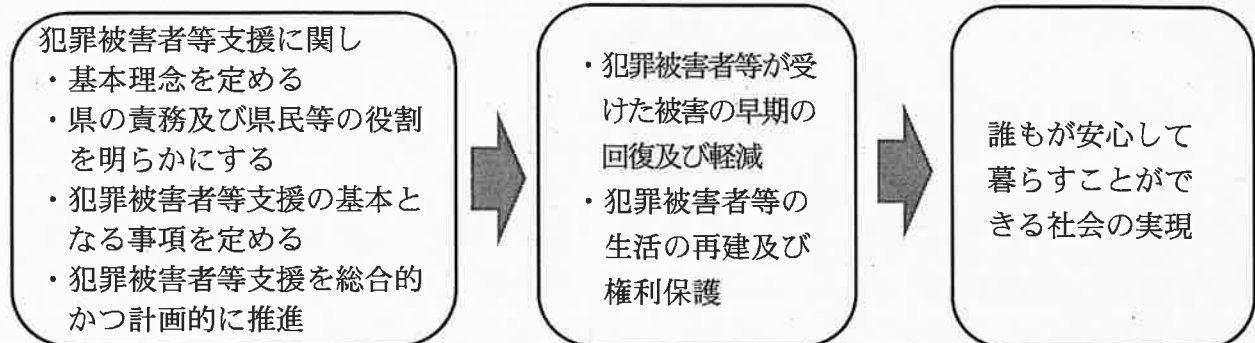 犯罪被害者等支援に関し
・基本理念を定める
・県の責務及び県民等の役割
を明らかにする
・犯罪被害者等支援の基本と
なる事項を定める
・犯罪被害者等支援を総合的
かつ計画的に推進
・犯罪被害者等が受
けた被害の早期の
回復及び軽減
・犯罪被害者等の
生活の再建及び
権利保護
誰もが安心して
暮らすことがで
きる社会の実現